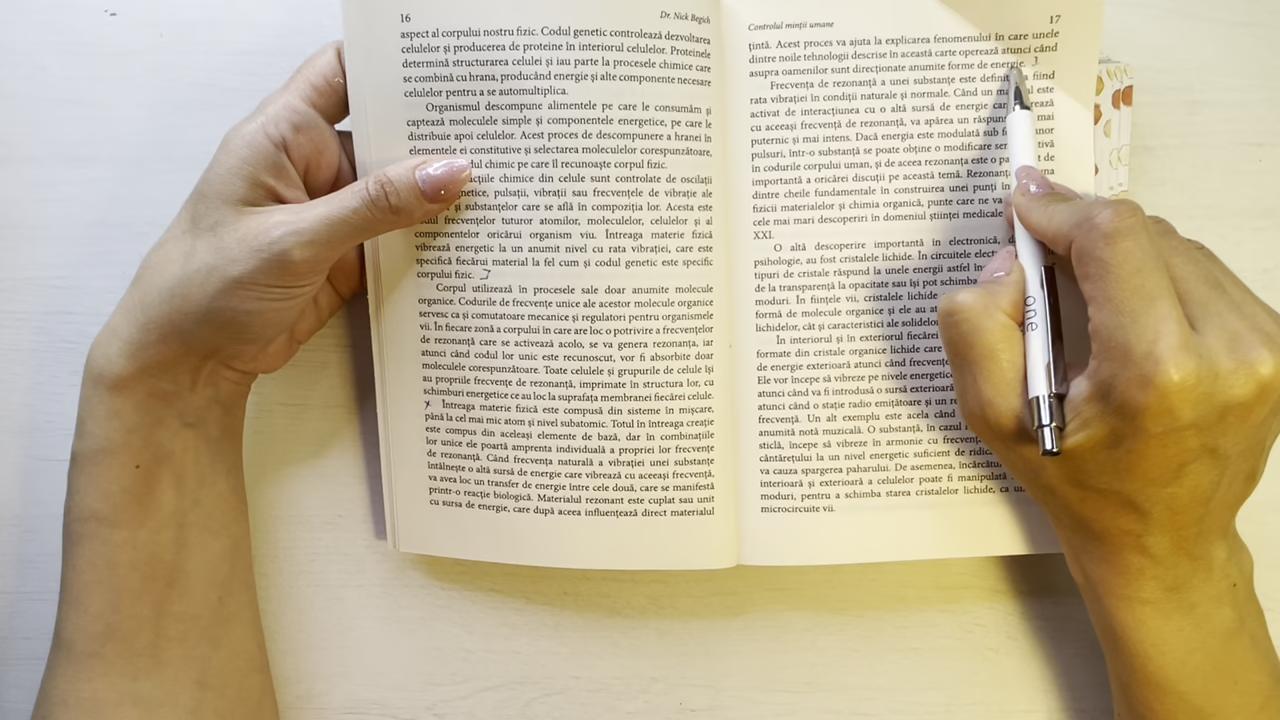 16
Dr. Nick Begich
aspect al corpului nostru fizic. Codul genetic controlează dezvoltarea
celulelor și producerea de proteine în interiorul celulelor. Proteinele
determină structurarea celulei și iau parte la procesele chimice care
se combină cu hrana, producând energie și alte componente necesare
celulelor pentru a se automultiplica.
Organismul descompune alimentele pe care le consumăm și
captează moleculele simple și componentele energetice, pe care le
distribuie apoi celulelor. Acest proces de descompunere a hranei în
elementele ei constitutive și selectarea moleculelor corespunzătoare,
chimic pe care îl recunoaște corpul fizic.
chimice din celule sunt controlate de oscilații
pulsații, vibrații sau frecvențele de vibrație ale
și substanțelor care se află în compoziția lor. Acesta este
frecvențelor tuturor atomilor, moleculelor, celulelor și al
componentelor oricărui organism viu. Întreaga materie fizică
vibrează energetic la un anumit nivel cu rata vibrației, care este
specifică fiecărui material la fel cum și codul genetic este specific
corpului fizic.
Corpul utilizează în procesele sale doar anumite molecule
organice. Codurile de frecvențe unice ale acestor molecule organice
servesc ca și comutatoare mecanice și regulatori pentru organismele
vii. În fiecare zonă a corpului în care are loc o potrivire a frecvențelor
de rezonanță care se activează acolo, se va genera rezonanța, iar
atunci când codul lor unic este recunoscut, vor fi absorbite doar
moleculele corespunzătoare. Toate celulele și grupurile de celule își
au propriile frecvențe de rezonanță, imprimate în structura lor, cu
schimburi energetice ce au loc la suprafața membranei fiecărei celule.
Întreaga materie fizică este compusă din sisteme în mișcare,
până la cel mai mic atom și nivel subatomic. Totul în întreaga creație
este compus din aceleași elemente de bază, dar în combinațiile
lor unice ele poartă amprenta individuală a propriei lor frecvențe
de rezonanță. Când frecvența naturală a vibrației unei substanțe
întâlnește o altă sursă de energie care vibrează cu aceeași frecvență,
va avea loc un transfer de energie între cele două, care se manifestă
printr-o reacție biologică. Materialul rezonant este cuplat sau unit
cu sursa de energie, care după aceea influențează direct materialul
Controlul minții umane
17
țintă. Acest proces va ajuta la explicarea fenomenului în care unele
dintre noile tehnologii descrise în această carte operează atunci când
asupra oamenilor sunt direcționate anumite forme de energie.
Frecvența de rezonanță a unei substanțe este fiind
rata vibrației în condiții naturale și normale. Când un este
activat de interacțiunea cu o altă sursă de energie
cu aceeași frecvență de rezonanță, va apărea un mai
puternic și mai intens. Dacă energia este modulată sub
pulsuri, într-o substanță se poate obține o modificare
în codurile corpului uman, și de aceea rezonanța este o de
importantă a oricărei discuții pe această temă.
dintre cheile fundamentale în construirea unei punți
fizicii materialelor și chimia organică, punte care ne va
cele mai mari descoperiri în domeniul științei medicale
XXI.
O altă descoperire importantă în electronică,
psihologie, au fost cristalele lichide. În circuitele
tipuri de cristale răspund la unele energii astfel
de la transparență la opacitate sau își pot
moduri. În ființele vii, cristalele lichide
formă de molecule organice și ele au
lichidelor, cât și caracteristici ale solidelor
În interiorul și în exteriorul fiecărei
formate din cristale organice lichide care
de energie exterioară atunci când
Ele vor începe să vibreze pe nivele
atunci când va fi introdusă o sursă
atunci când o stație radio emițătoare și un
frecvență. Un alt exemplu este acela când
anumită notă muzicală. O substanță, în cazul
sticlă, începe să vibreze în armonie cu
cântărețului la un nivel energetic suficient de
va cauza spargerea paharului. De asemenea,
interioară și exterioară a celulelor poate fi manipulată
moduri, pentru a schimba starea cristalelor lichide, ca
microcircuite vii.
one